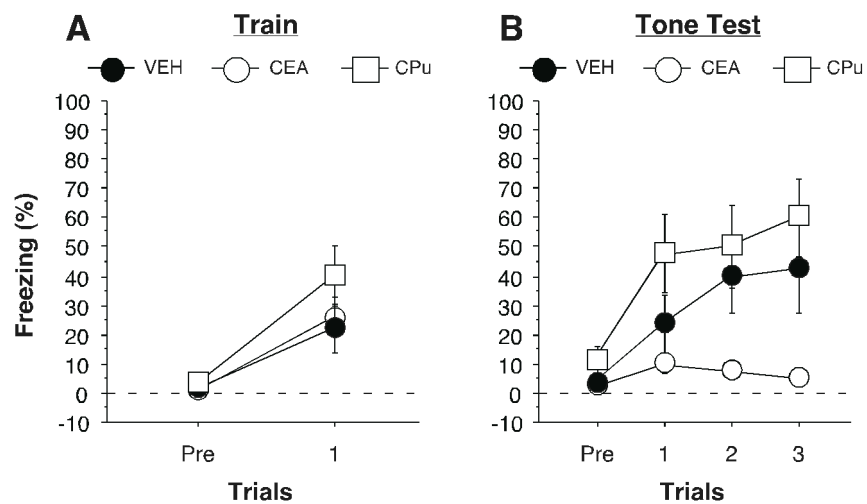 A Train
VEH CEA CPu
100
90
80
70
60
50
40
30
20
10
0
-10
Freezing (%)
Pre 1
Trials
B Tone Test
VEH CEA CPu
100
90
80
70
60
50
40
30
20
10
0
-10
Pre 1 2 3
Trials